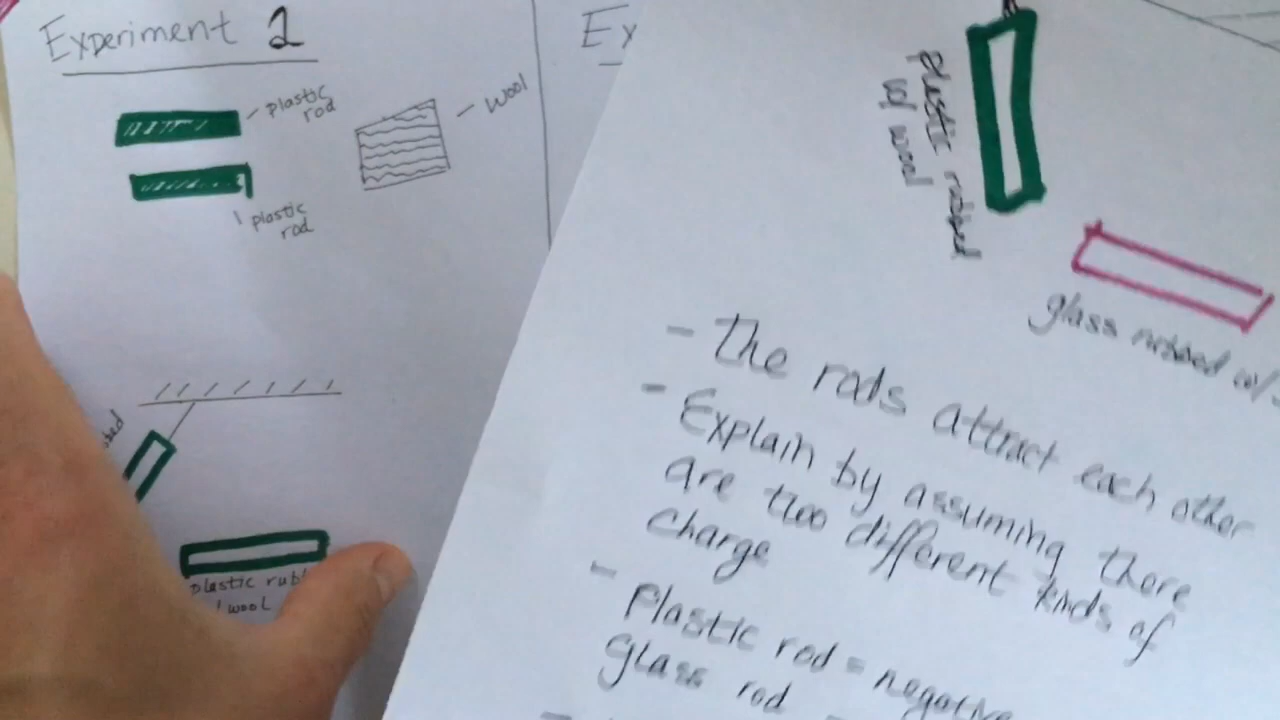 Experiment 2
plastic
rod
wool
plastic
rod
plastic
wool
Ex
plastic rubbed
w/ wool
glass rubbed w/
- The rods attract each other
- Explain by assuming there
are two different kinds of
charge
- Plastic rod = negative
glass rod